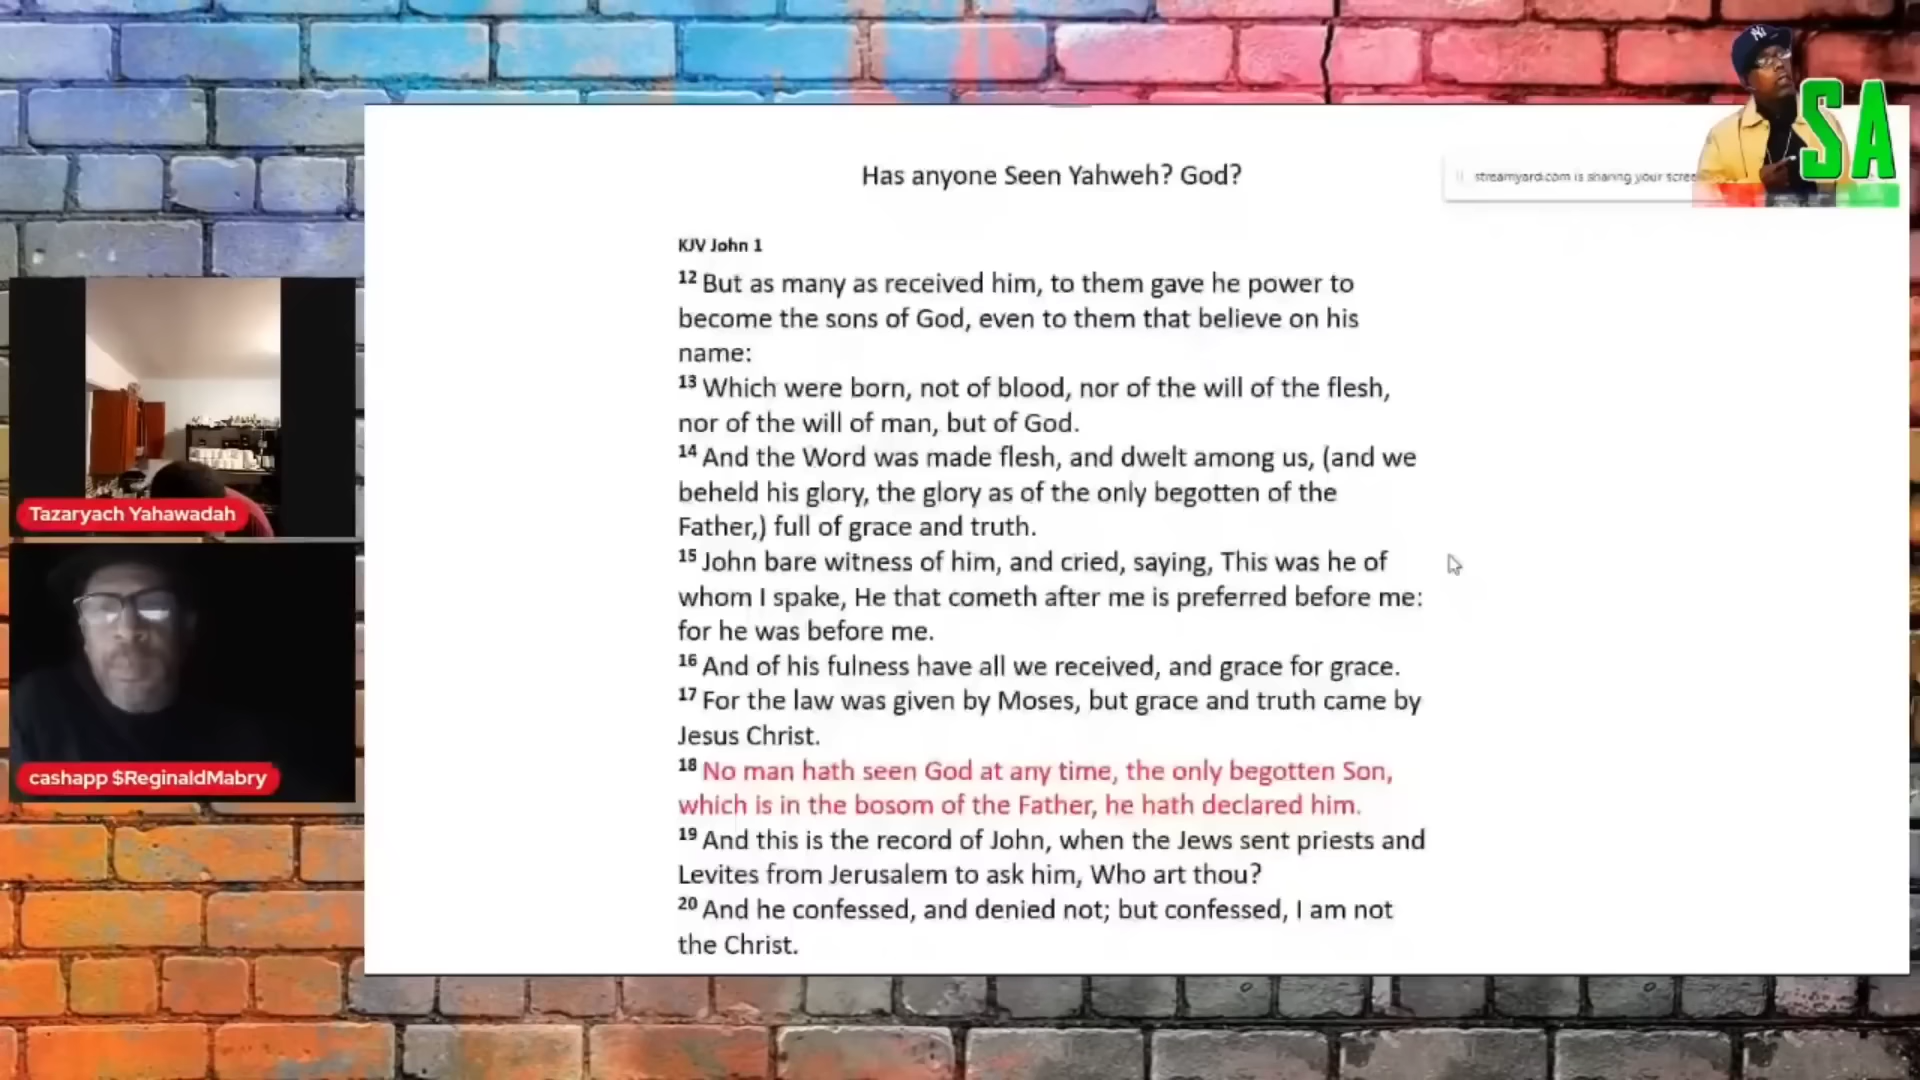 Has anyone Seen Yahweh? God?
streamyard.com is sharing your scree
SA
KJV John 1
12 But as many as received him, to them gave he power to
become the sons of God, even to them that believe on his
name:
13 Which were born, not of blood, nor of the will of the flesh,
nor of the will of man, but of God.
14 And the Word was made flesh, and dwelt among us, (and we
beheld his glory, the glory as of the only begotten of the
Father,) full of grace and truth.
15 John bare witness of him, and cried, saying, This was he of
whom I spake, He that cometh after me is preferred before me:
for he was before me.
16 And of his fulness have all we received, and grace for grace.
17 For the law was given by Moses, but grace and truth came by
Jesus Christ.
18 No man hath seen God at any time, the only begotten Son,
which is in the bosom of the Father, he hath declared him.
19 And this is the record of John, when the Jews sent priests and
Levites from Jerusalem to ask him, Who art thou?
20 And he confessed, and denied not; but confessed, I am not
the Christ.
Tazaryach Yahawadah
cashapp $ReginaldMabry